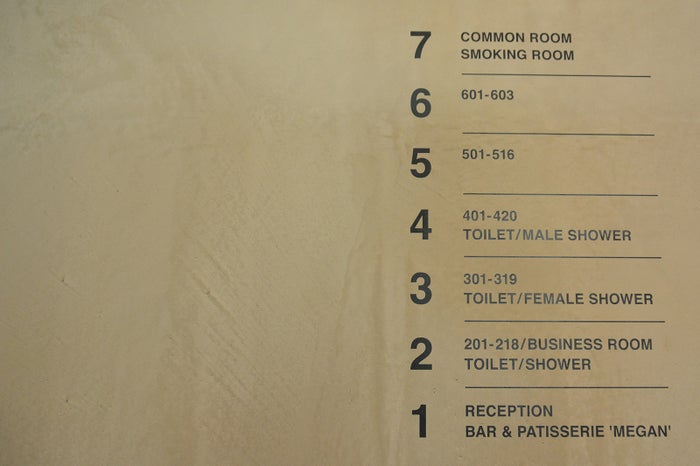 7 COMMON ROOM
SMOKING ROOM
6 601-603
5 501-516
4 401-420
TOILET/MALE SHOWER
3 301-319
TOILET/FEMALE SHOWER
2 201-218/BUSINESS ROOM
TOILET/SHOWER
1 RECEPTION
BAR & PATISSERIE 'MEGAN'